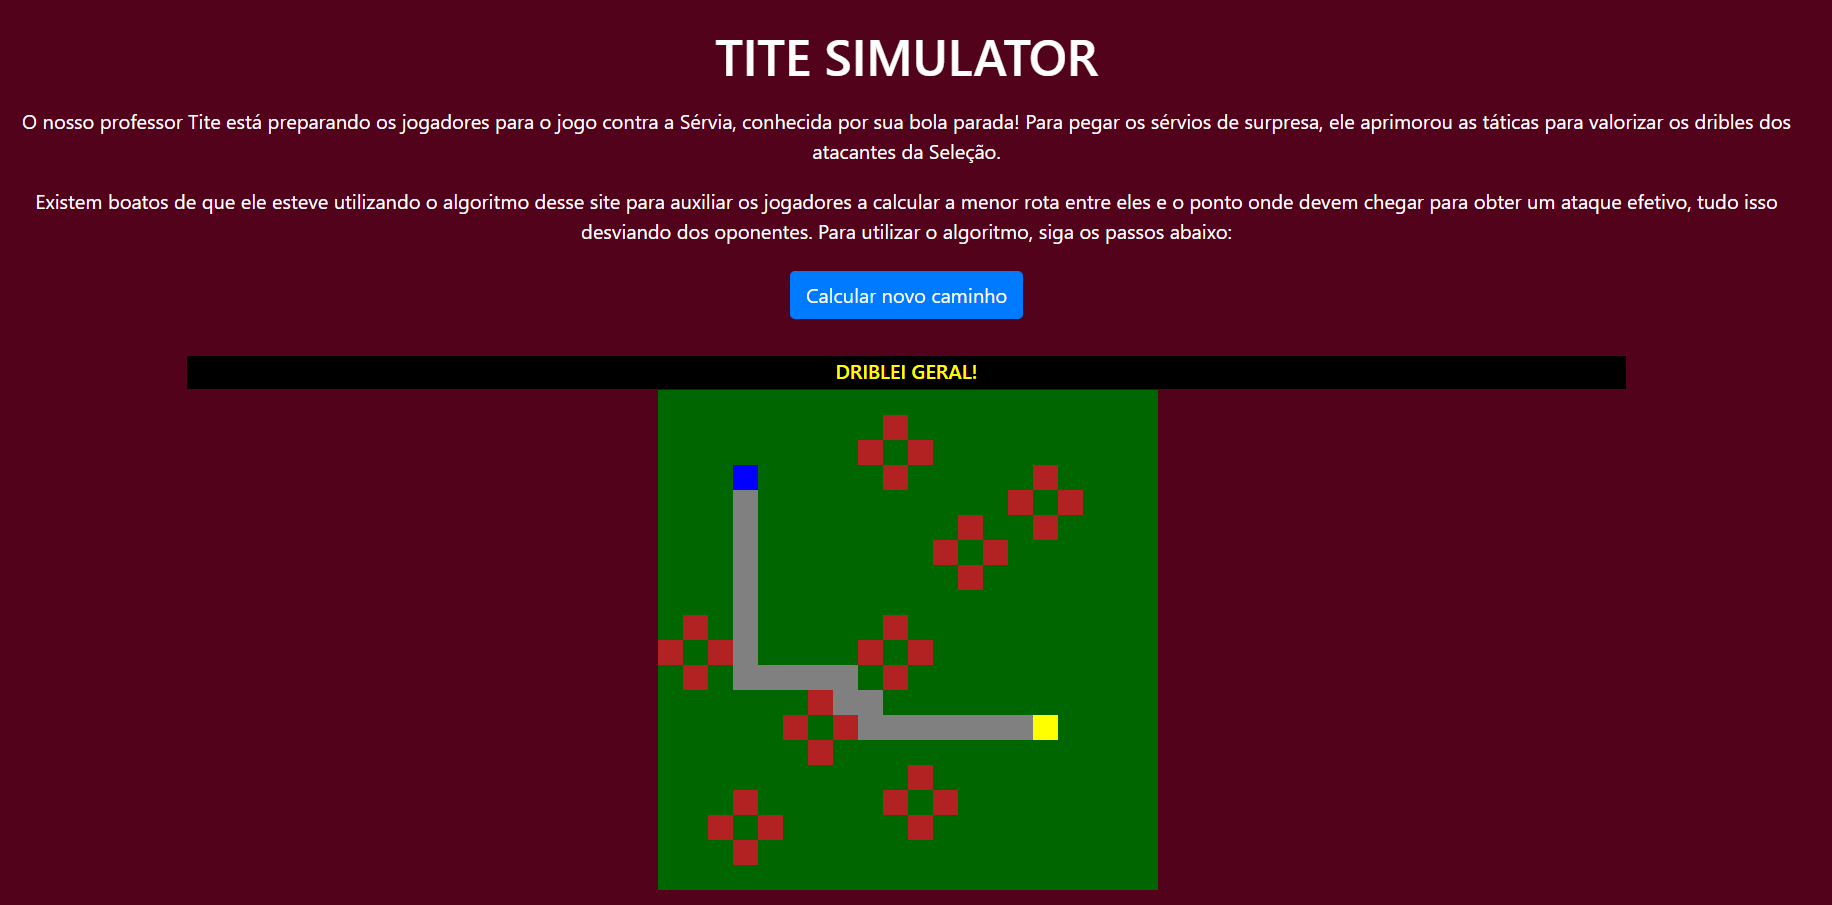 TITE SIMULATOR
O nosso professor Tite está preparando os jogadores para o jogo contra a Sérvia, conhecida por sua bola parada! Para pegar os sérvios de surpresa, ele aprimorou as táticas para valorizar os dribles dos
atacantes da Seleção.
Existem boatos de que ele esteve utilizando o algoritmo desse site para auxiliar os jogadores a calcular a menor rota entre eles e o ponto onde devem chegar para obter um ataque efetivo, tudo isso
desviando dos oponentes. Para utilizar o algoritmo, siga os passos abaixo:
Calcular novo caminho
DRIBLEI GERAL!